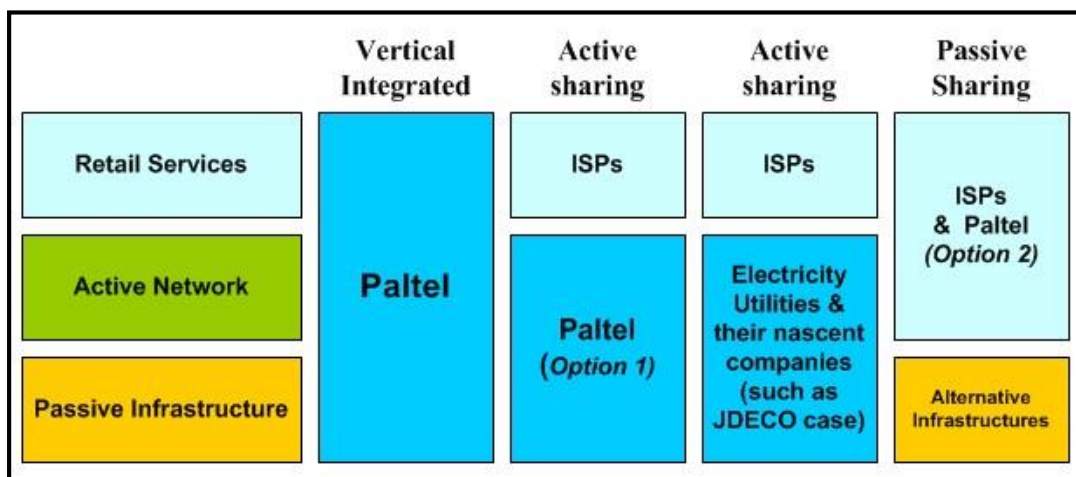 Vertical
Integrated
Active
sharing
Active
sharing
Passive
Sharing
Retail Services
Active Network
Passive Infrastructure
Paltel
ISPs
Paltel
(Option 1)
ISPs
Electricity
Utilities &
their nascent
companies
(such as
JDECO case)
ISPs
& Paltel
(Option 2)
Alternative
Infrastructures